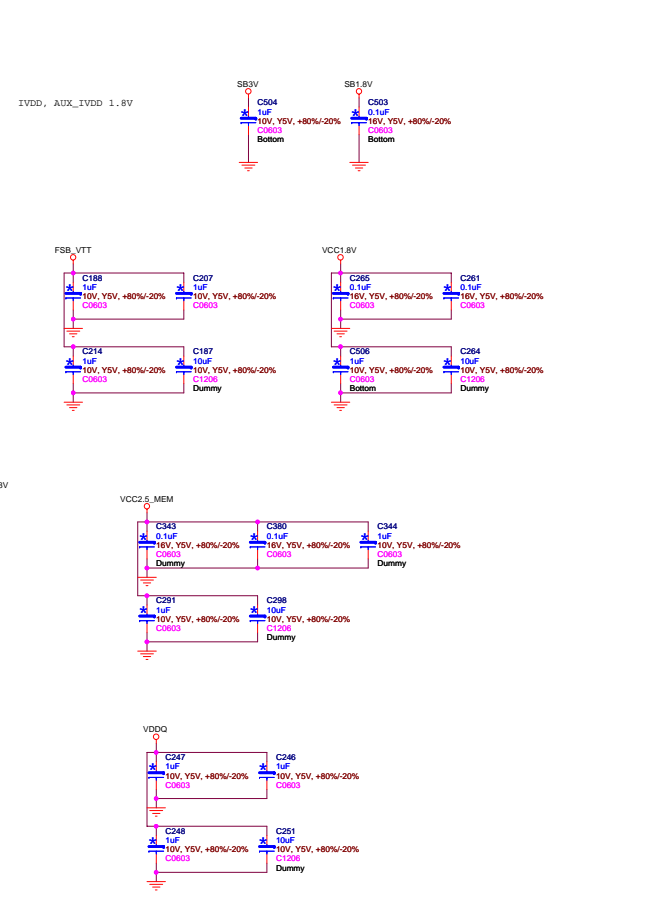 SB3V
SB1.8V
IVDD, AUX_IVDD 1.8V
C504
1uF
10V, Y5V, +80%/-20%
C0603
Bottom
C503
0.1uF
16V, Y5V, +80%/-20%
C0603
Bottom
FSB_VTT
C188
1uF
10V, Y5V, +80%/-20%
C0603
C207
1uF
10V, Y5V, +80%/-20%
C0603
C214
1uF
10V, Y5V, +80%/-20%
C0603
C187
10uF
10V, Y5V, +80%/-20%
C1206
Dummy
VCC1.8V
C265
0.1uF
16V, Y5V, +80%/-20%
C0603
C261
0.1uF
16V, Y5V, +80%/-20%
C0603
C506
1uF
10V, Y5V, +80%/-20%
C0603
Bottom
C264
10uF
10V, Y5V, +80%/-20%
C1206
Dummy
VCC2.5_MEM
C343
0.1uF
16V, Y5V, +80%/-20%
C0603
Dummy
C380
0.1uF
16V, Y5V, +80%/-20%
C0603
C344
1uF
10V, Y5V, +80%/-20%
C0603
Dummy
C291
1uF
10V, Y5V, +80%/-20%
C0603
C298
10uF
10V, Y5V, +80%/-20%
C1206
Dummy
VDDQ
C247
1uF
10V, Y5V, +80%/-20%
C0603
C246
1uF
10V, Y5V, +80%/-20%
C0603
C248
1uF
10V, Y5V, +80%/-20%
C0603
C251
10uF
10V, Y5V, +80%/-20%
C1206
Dummy